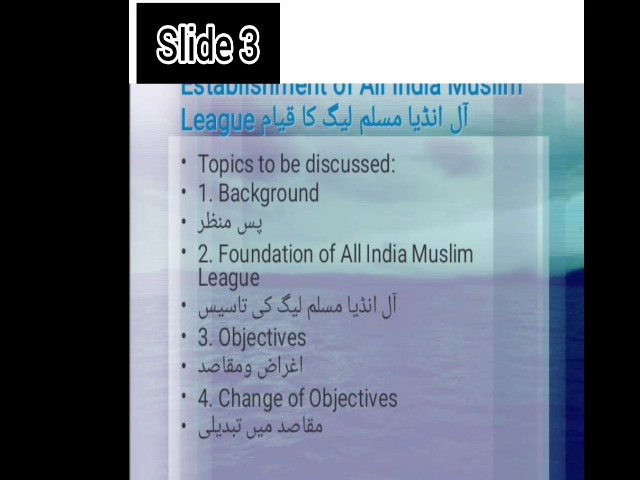 Slide 3
Establishment of All India Muslim
League آل انڈیا مسلم لیگ کا قیام
• Topics to be discussed:
• 1. Background
• پس منظر
• 2. Foundation of All India Muslim
League
• آل انڈیا مسلم لیگ کی تاسیس
• 3. Objectives
• اغراض ومقاصد
• 4. Change of Objectives
• مقاصد میں تبدیلی